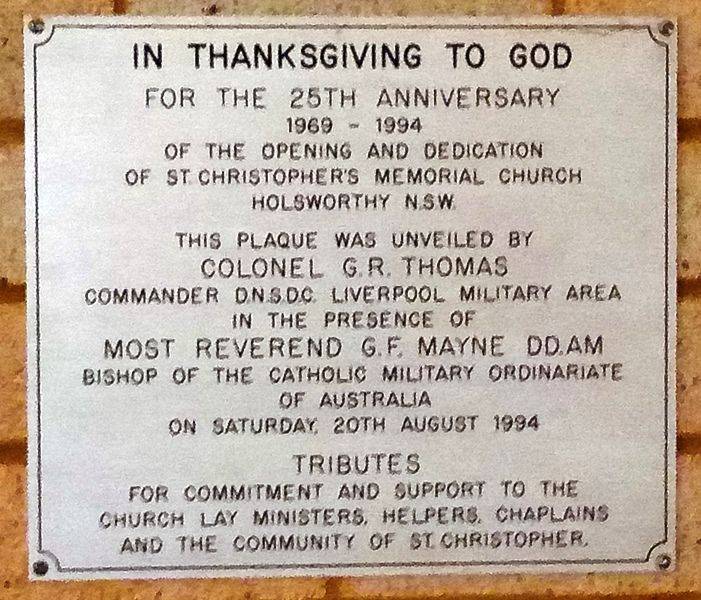 IN THANKSGIVING TO GOD
FOR THE 25TH ANNIVERSARY
1969 - 1994
OF THE OPENING AND DEDICATION
OF ST. CHRISTOPHER'S MEMORIAL CHURCH
HOLSWORTHY N.S.W.
THIS PLAQUE WAS UNVEILED BY
COLONEL G.R. THOMAS
COMMANDER D.N.S.D.C. LIVERPOOL MILITARY AREA
IN THE PRESENCE OF
MOST REVEREND G.F. MAYNE DD.AM
BISHOP OF THE CATHOLIC MILITARY ORDINARIATE
OF AUSTRALIA
ON SATURDAY, 20TH AUGUST 1994
TRIBUTES
FOR COMMITMENT AND SUPPORT TO THE
CHURCH LAY MINISTERS, HELPERS, CHAPLAINS
AND THE COMMUNITY OF ST. CHRISTOPHER.